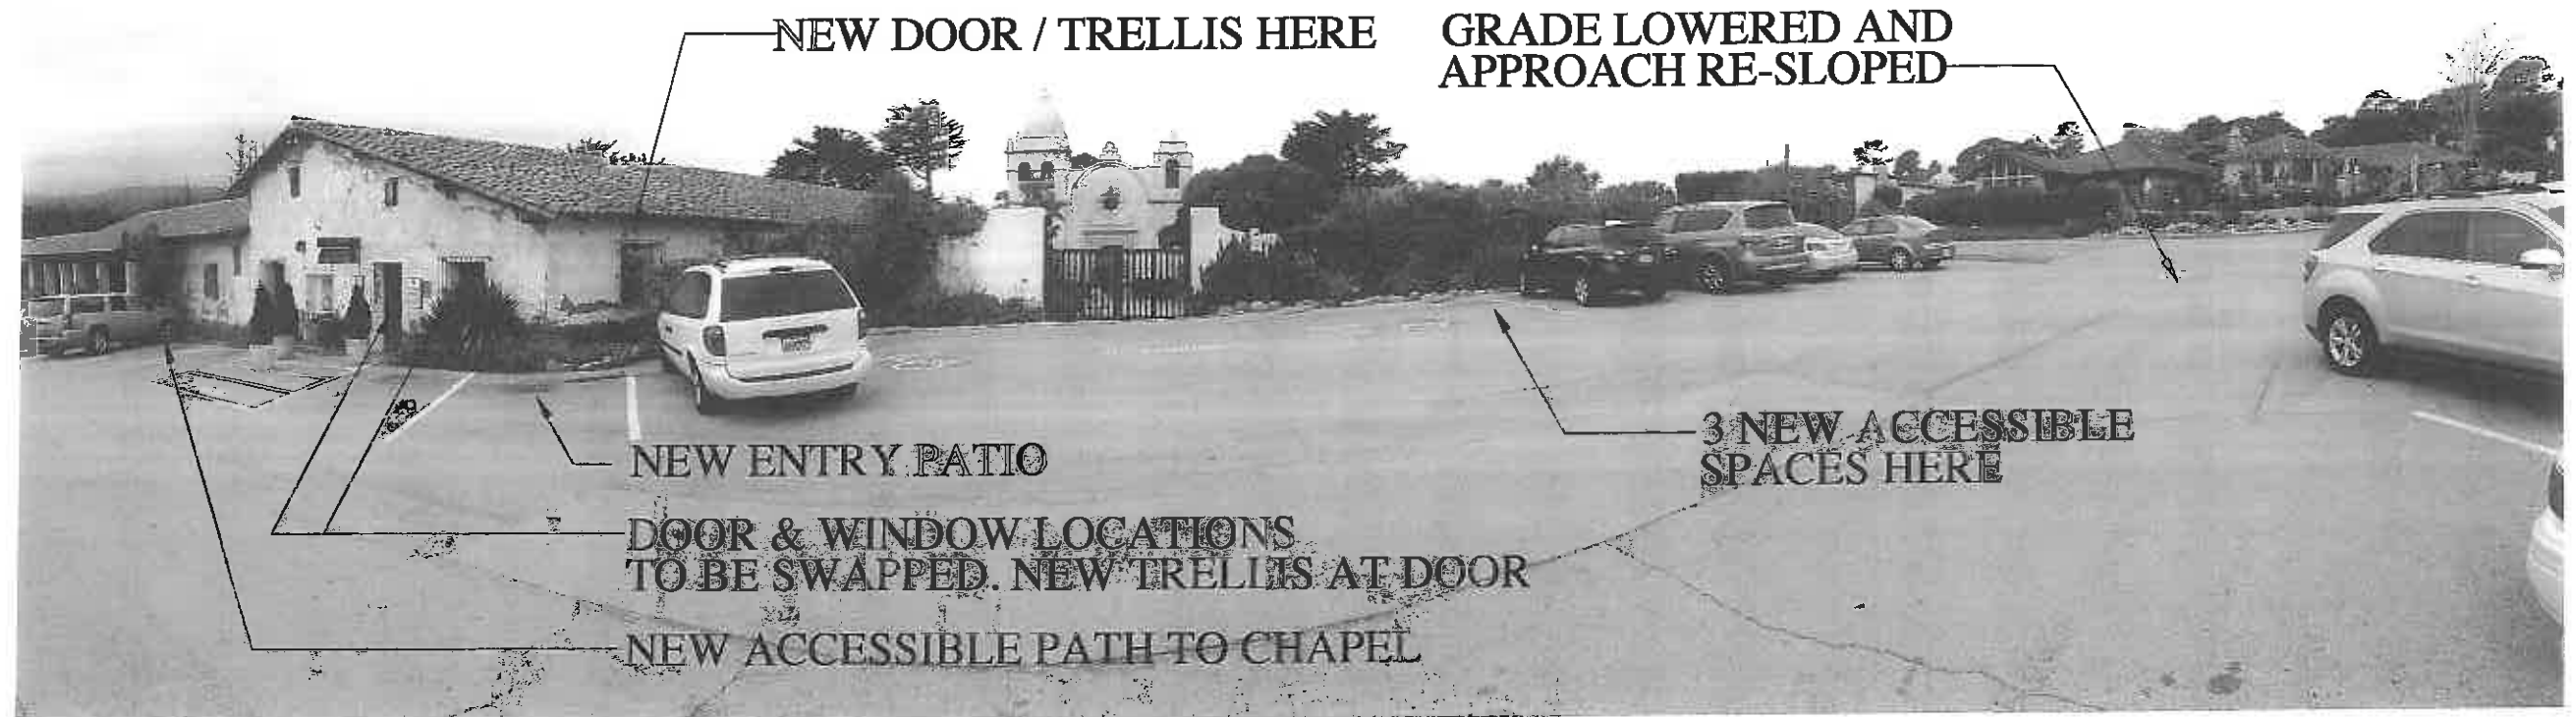 NEW DOOR / TRELLIS HERE
GRADE LOWERED AND
APPROACH RE-SLOPED
3 NEW ACCESSIBLE
SPACES HERE
NEW ENTRY PATIO
DOOR & WINDOW LOCATIONS
TO BE SWAPPED. NEW TRELLIS AT DOOR
NEW ACCESSIBLE PATH TO CHAPEL